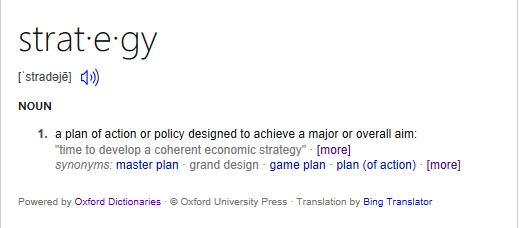 strat·e·gy
[ˈstradəjē]
NOUN
1. a plan of action or policy designed to achieve a major or overall aim:
"time to develop a coherent economic strategy" · [more]
synonyms: master plan · grand design · game plan · plan (of action) · [more]
Powered by Oxford Dictionaries · © Oxford University Press · Translation by Bing Translator